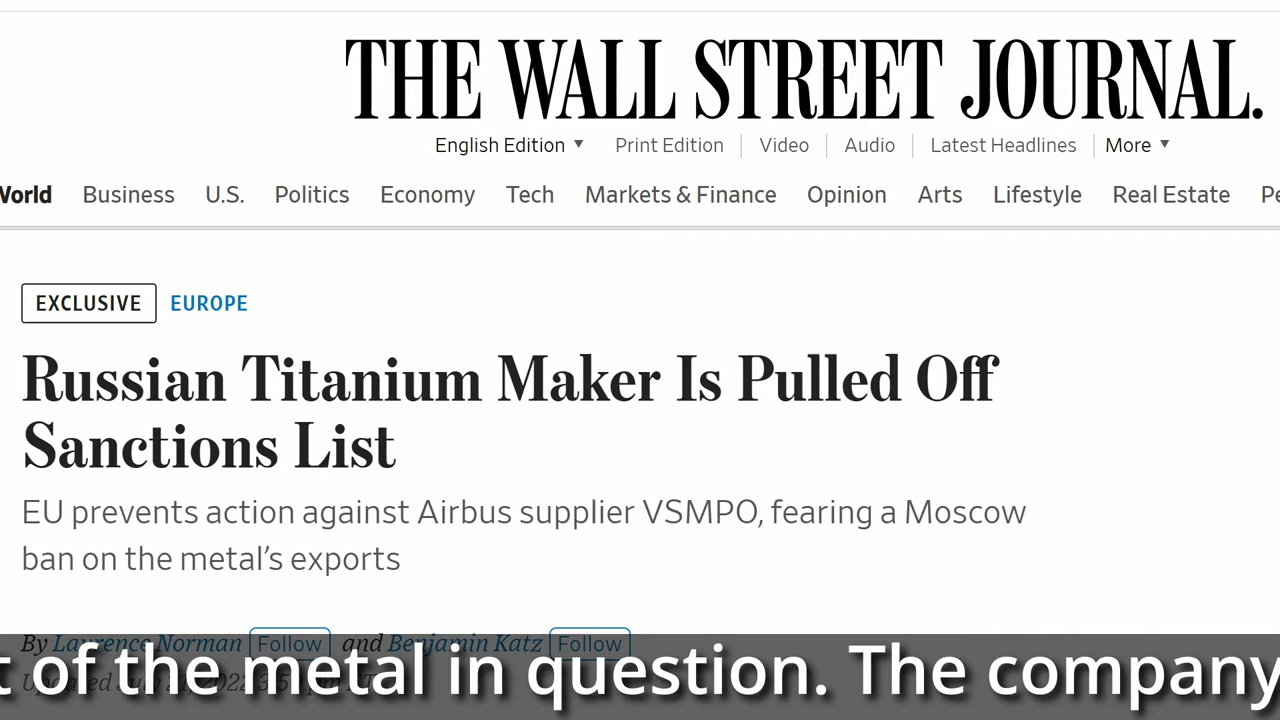 THE WALL STREET JOURNAL.
English Edition ▼ Print Edition Video Audio Latest Headlines More ▼
World Business U.S. Politics Economy Tech Markets & Finance Opinion Arts Lifestyle Real Estate
EXCLUSIVE EUROPE
Russian Titanium Maker Is Pulled Off
Sanctions List
EU prevents action against Airbus supplier VSMPO, fearing a Moscow
ban on the metal's exports
By Laurence Norman Follow and Benjamin Katz Follow
of the metal in question. The company
Updated July 2022